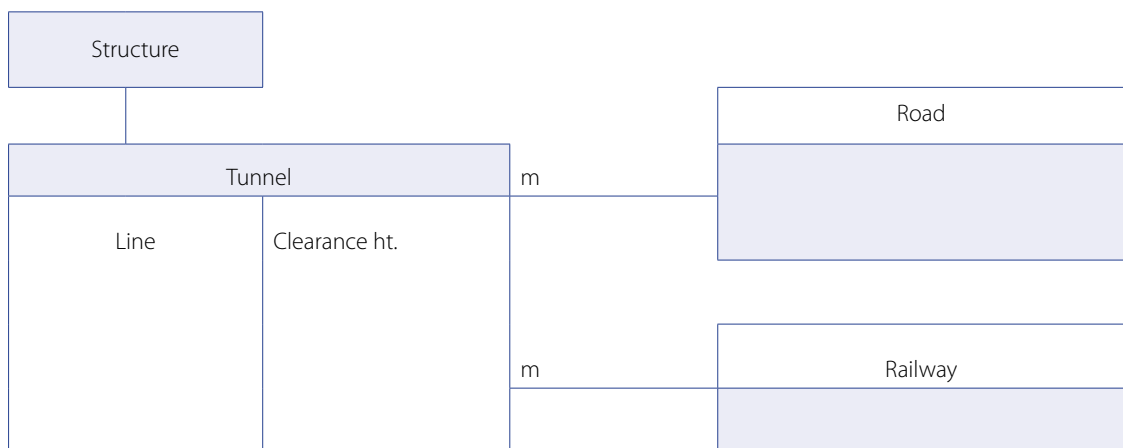 Structure
Road
Tunnel
m
Line
Clearance ht.
m
Railway